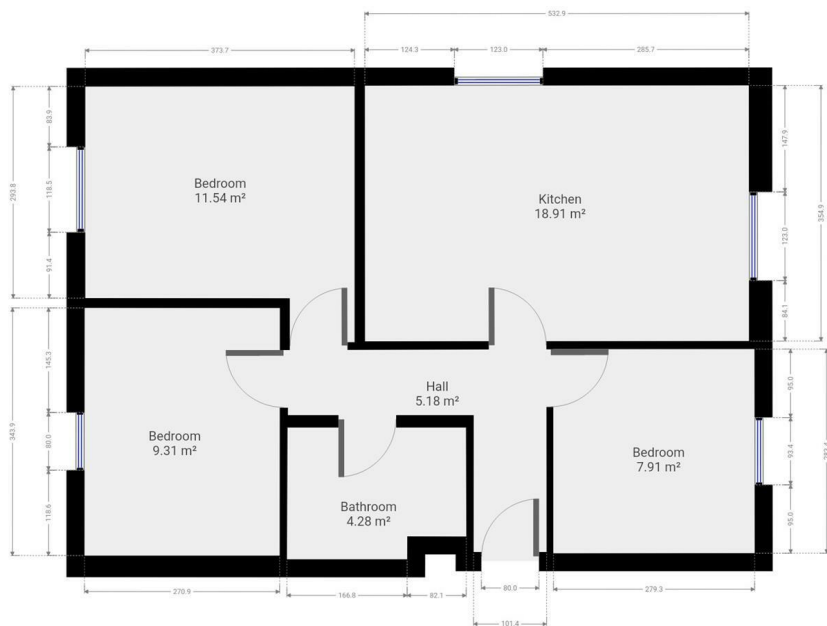 532.9
373.7
124.3
123.0
285.7
83.9
118.5
91.4
293.8
Bedroom
11.54 m²
Kitchen
18.91 m²
147.9
123.0
84.1
354.9
145.3
80.0
118.6
343.9
Bedroom
9.31 m²
Hall
5.18 m²
Bathroom
4.28 m²
Bedroom
7.91 m²
95.0
93.4
95.0
283.4
270.9
166.8
82.1
80.0
279.3
101.4